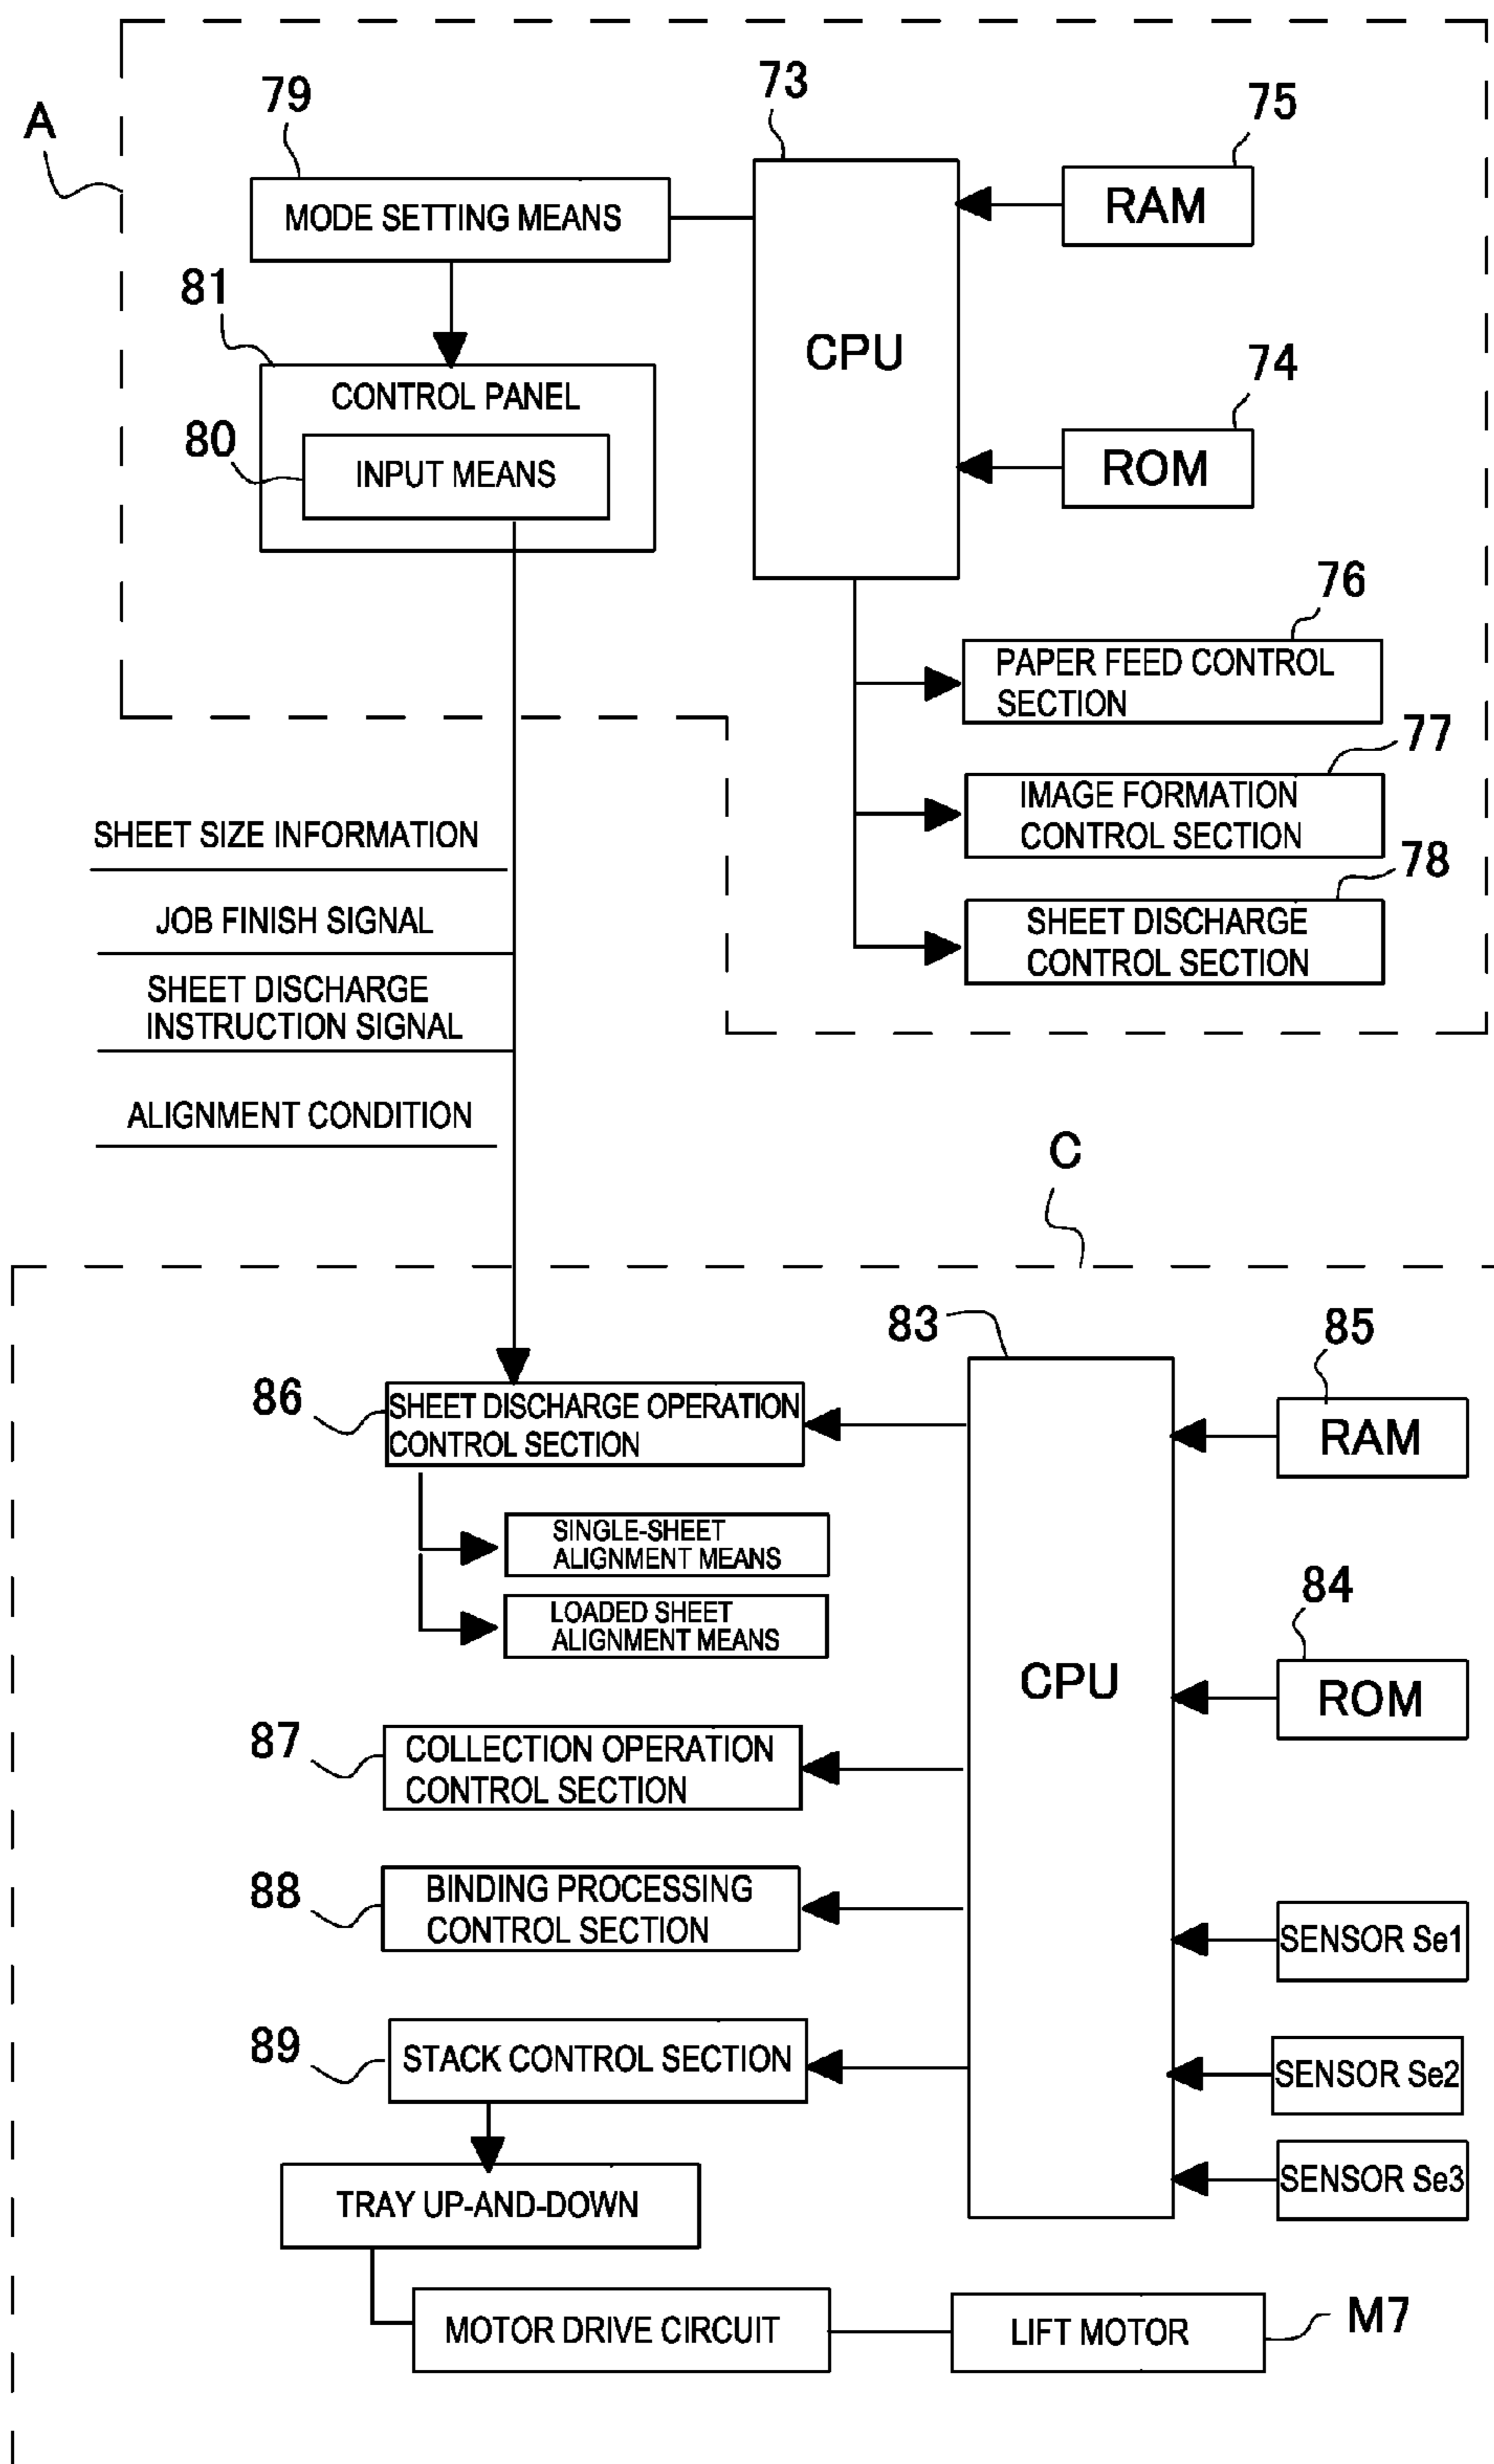 A
79
73
75
MODE SETTING MEANS
RAM
81
CPU
74
CONTROL PANEL
80
INPUT MEANS
ROM
76
PAPER FEED CONTROL
SECTION
77
IMAGE FORMATION
CONTROL SECTION
78
SHEET DISCHARGE
CONTROL SECTION
SHEET SIZE INFORMATION
JOB FINISH SIGNAL
SHEET DISCHARGE
INSTRUCTION SIGNAL
ALIGNMENT CONDITION
C
83
85
86
SHEET DISCHARGE OPERATION
CONTROL SECTION
RAM
SINGLE-SHEET
ALIGNMENT MEANS
LOADED SHEET
ALIGNMENT MEANS
84
CPU
ROM
87
COLLECTION OPERATION
CONTROL SECTION
88
BINDING PROCESSING
CONTROL SECTION
SENSOR Se1
89
STACK CONTROL SECTION
SENSOR Se2
SENSOR Se3
TRAY UP-AND-DOWN
MOTOR DRIVE CIRCUIT
LIFT MOTOR
M7